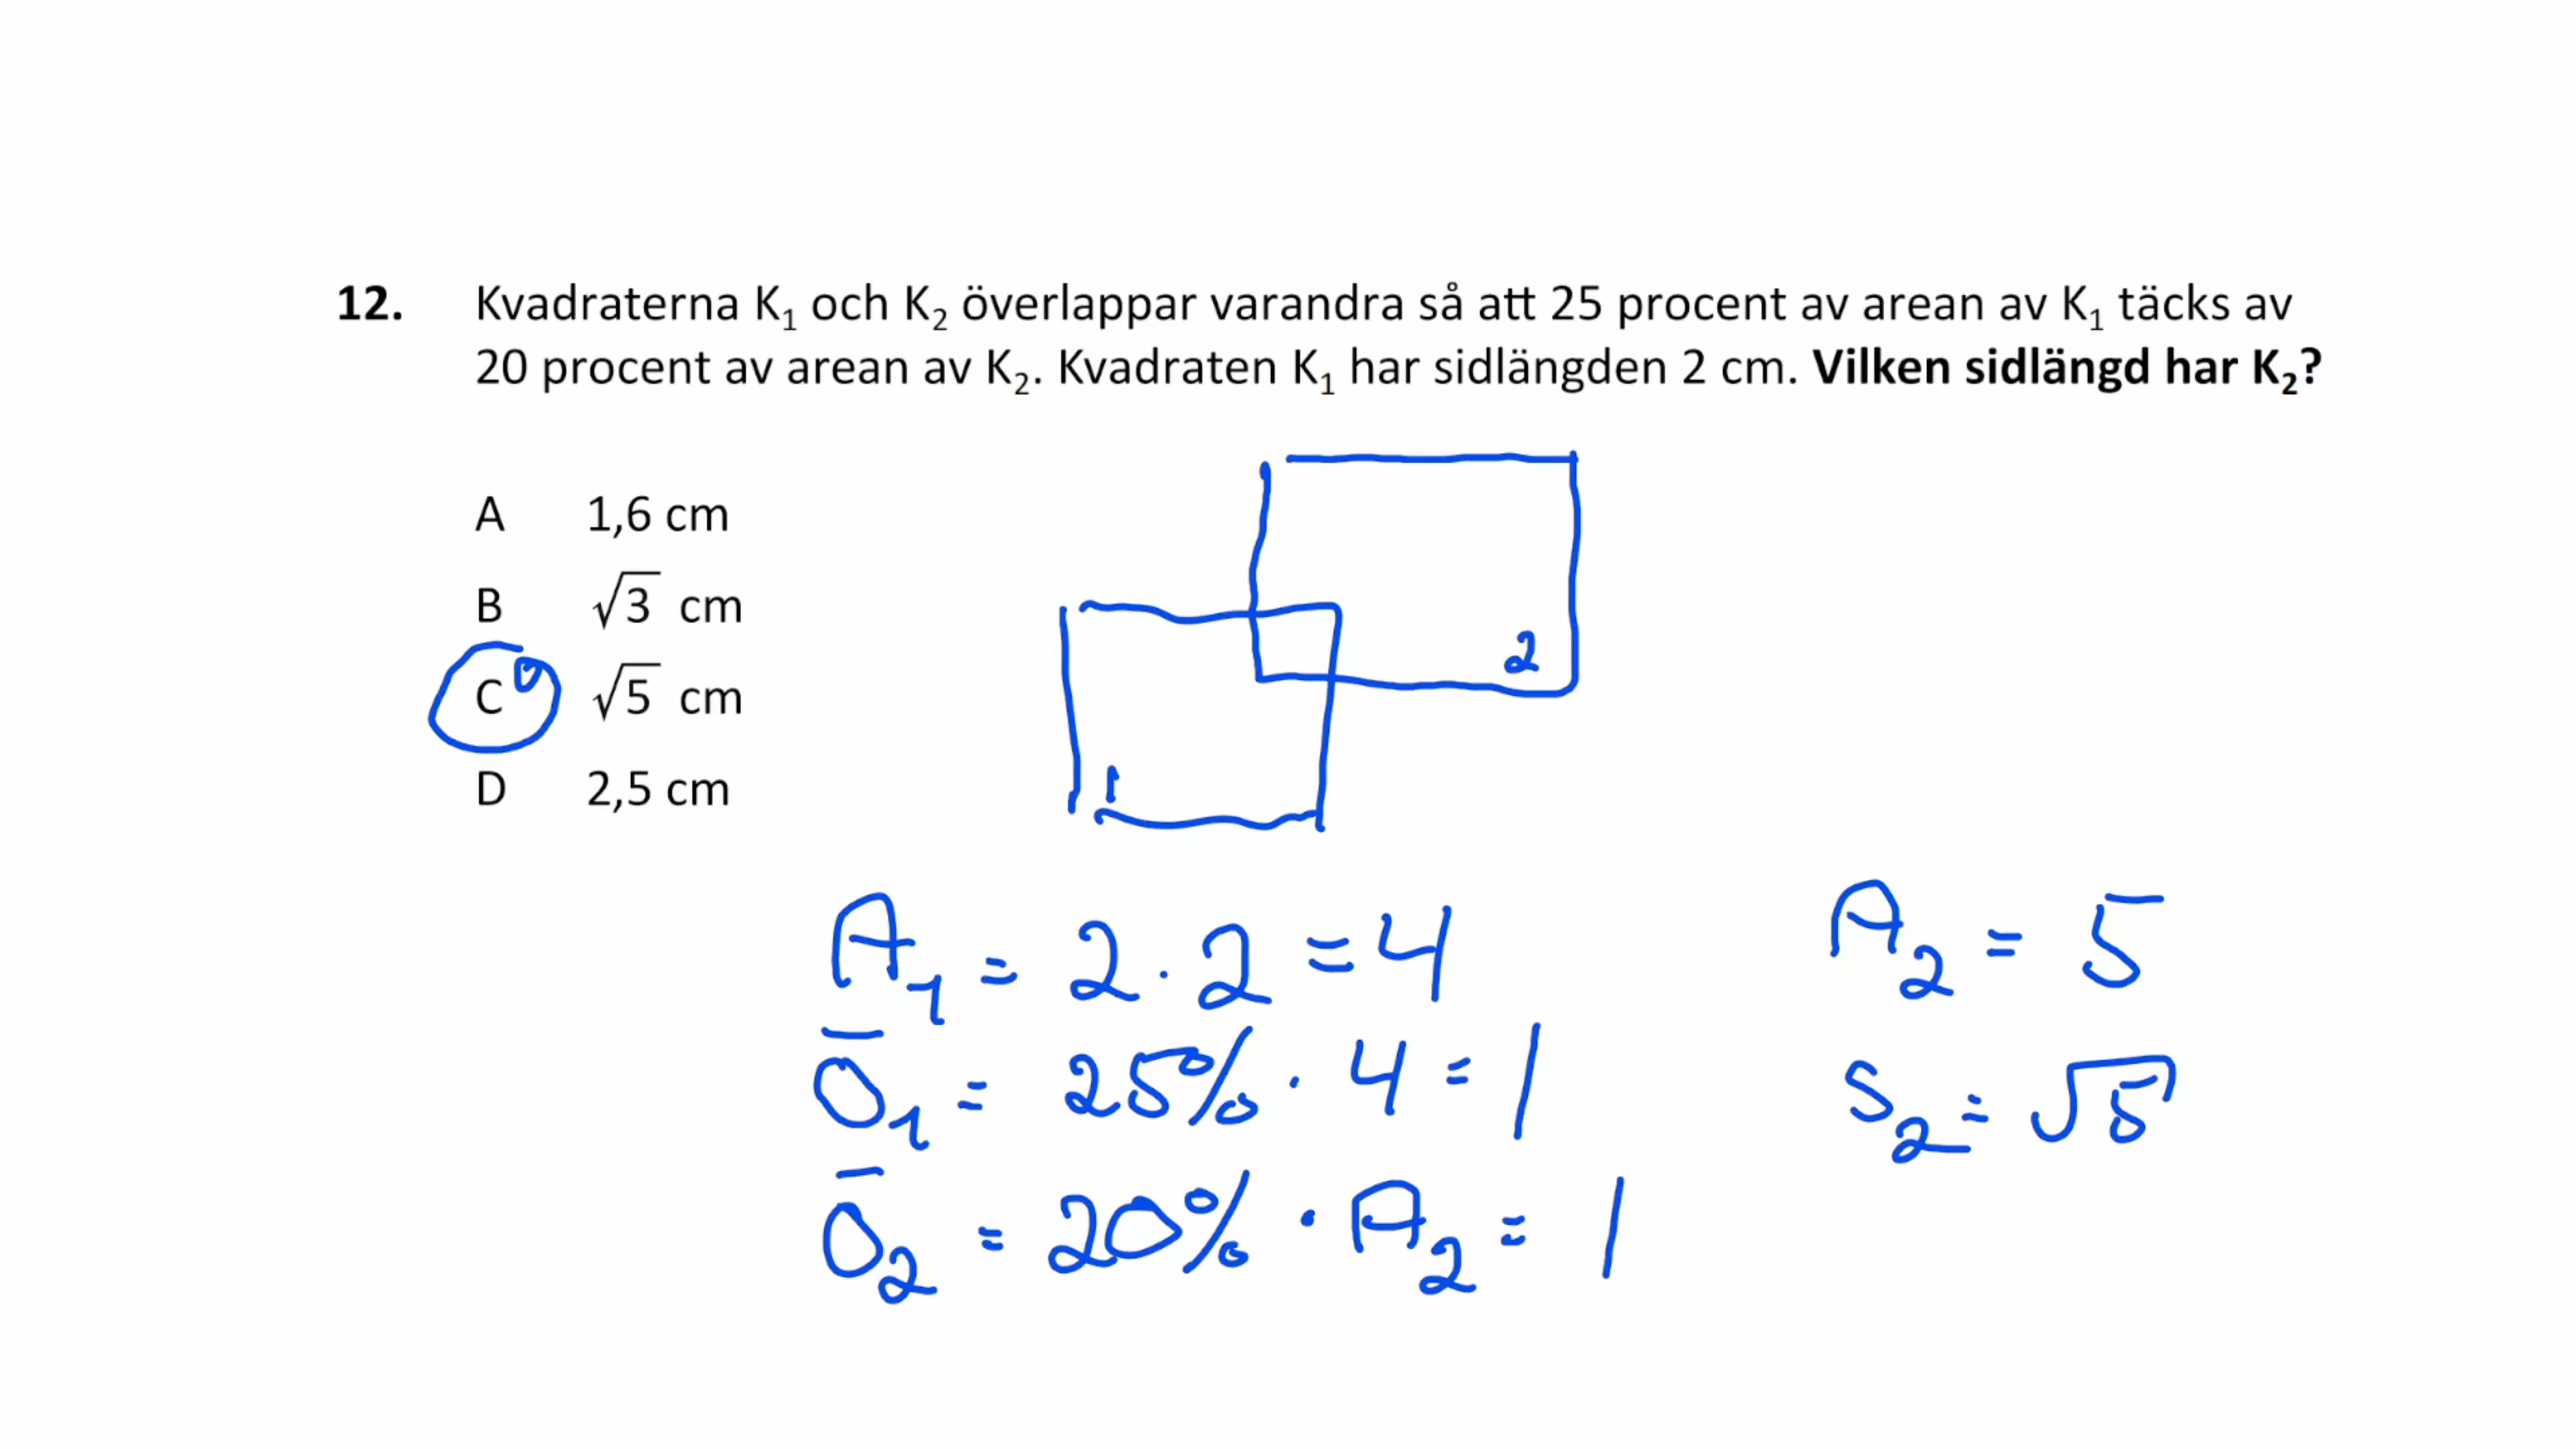 12. Kvadraterna K₁ och K₂ överlappar varandra så att 25 procent av arean av K₁ täcks av
20 procent av arean av K₂. Kvadraten K₁ har sidlängden 2 cm. Vilken sidlängd har K₂?
A 1,6 cm
B √3 cm
C √5 cm
D 2,5 cm
2
1
A₁ = 2 · 2 = 4
Ō₁ = 25% · 4 = 1
Ō₂ = 20% · A₂ = 1
A₂ = 5
s₂ = √5